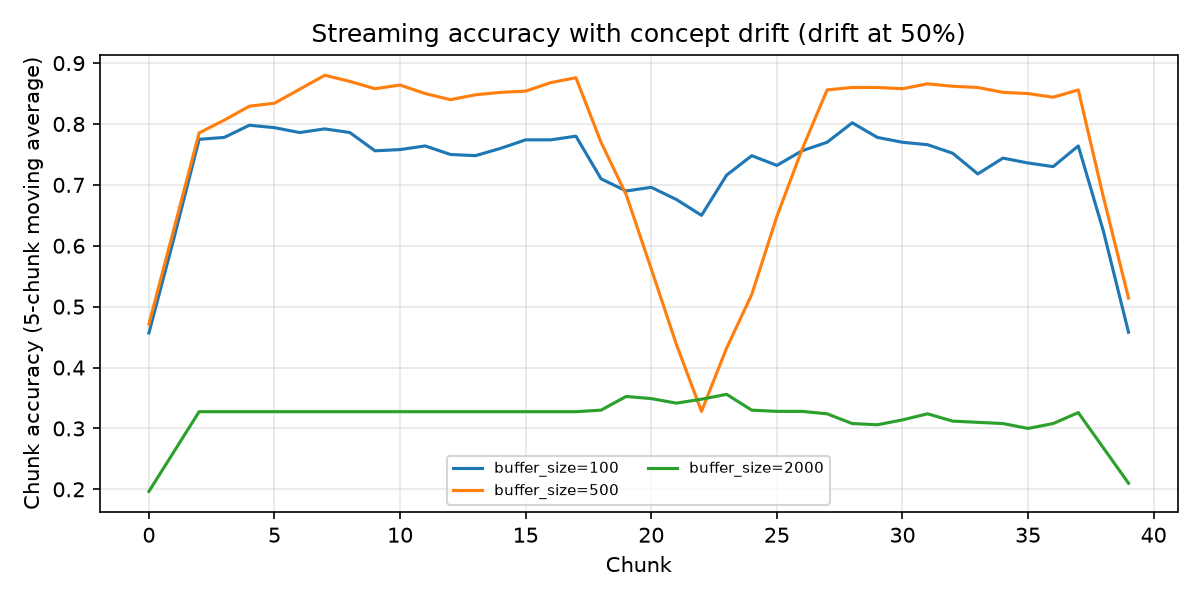 Streaming accuracy with concept drift (drift at 50%)
Chunk accuracy (5-chunk moving average)
0.9
0.8
0.7
0.6
0.5
0.4
0.3
0.2
buffer_size=100
buffer_size=500
buffer_size=2000
0 5 10 15 20 25 30 35 40
Chunk